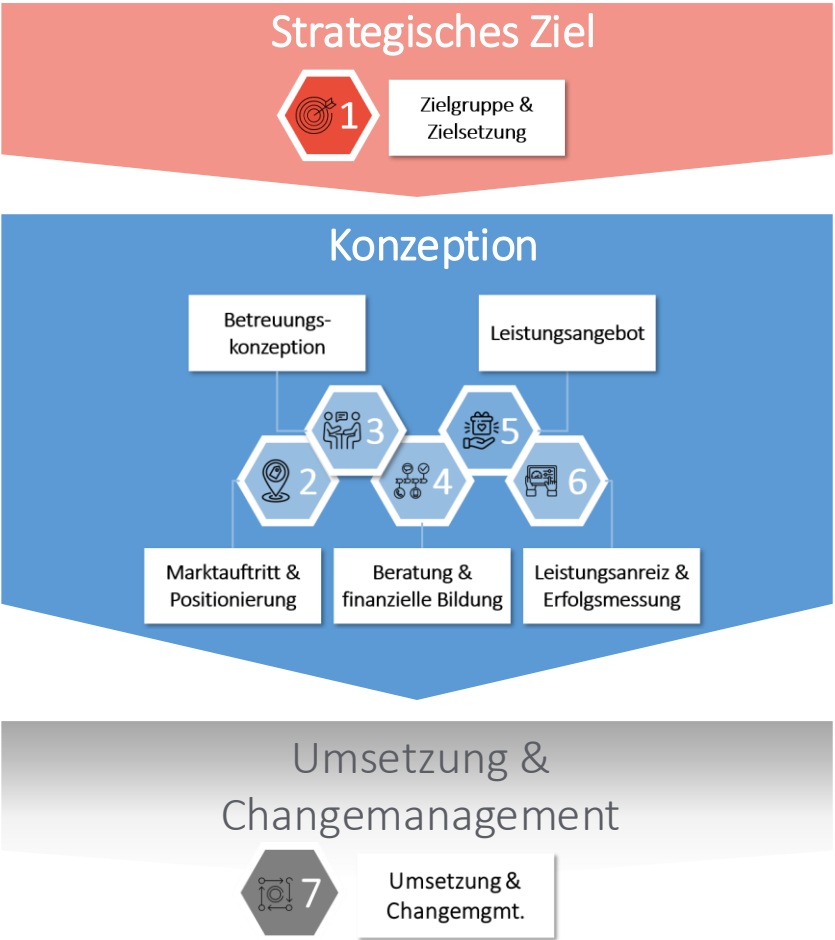 Strategisches Ziel
1
Zielgruppe &
Zielsetzung
Konzeption
Betreuungs-
konzeption
Leistungsangebot
3
5
2
4
6
Marktauftritt &
Positionierung
Beratung &
finanzielle Bildung
Leistungsanreiz &
Erfolgsmessung
Umsetzung &
Changemanagement
7
Umsetzung &
Changemgmt.